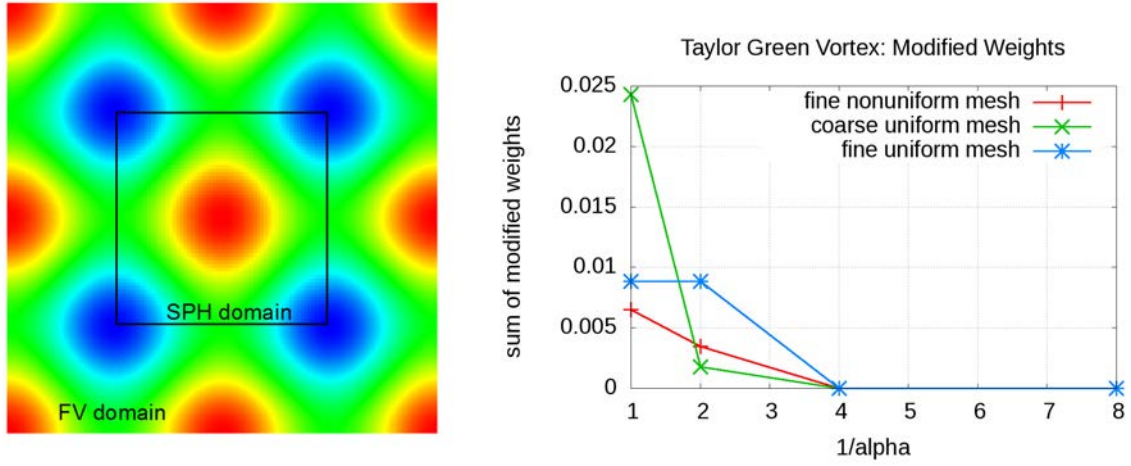 SPH domain
FV domain
Taylor Green Vortex: Modified Weights
sum of modified weights
0.025
0.02
0.015
0.01
0.005
0
fine nonuniform mesh
coarse uniform mesh
fine uniform mesh
1 2 3 4 5 6 7 8
1/alpha